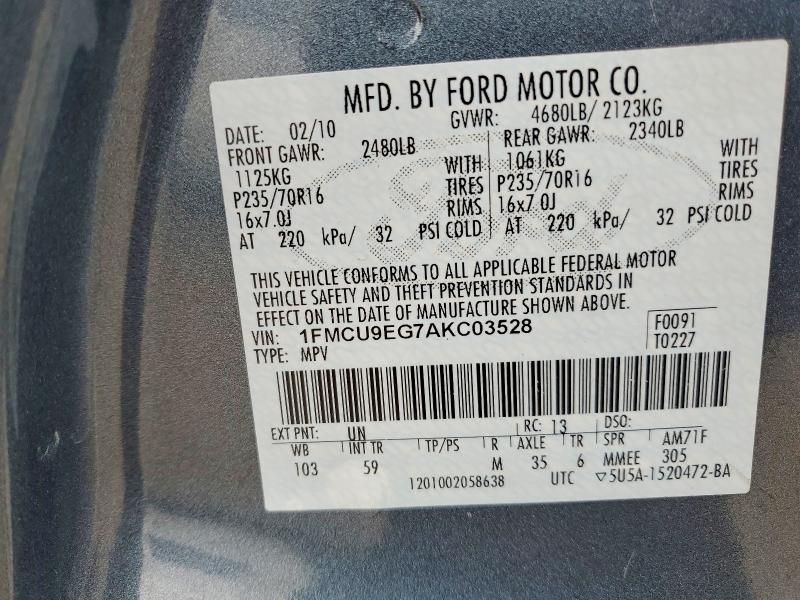 MFD. BY FORD MOTOR CO.
DATE: 02/10 GVWR: 4680LB/ 2123KG
FRONT GAWR: 2480LB REAR GAWR: 2340LB
1125KG WITH 1061KG WITH
P235/70R16 TIRES P235/70R16 TIRES
16x7.0J RIMS 16x7.0J RIMS
AT 220 kPa/ 32 PSI COLD AT 220 kPa/ 32 PSI COLD
Ford
THIS VEHICLE CONFORMS TO ALL APPLICABLE FEDERAL MOTOR
VEHICLE SAFETY AND THEFT PREVENTION STANDARDS IN
EFFECT ON THE DATE OF MANUFACTURE SHOWN ABOVE.
VIN: 1FMCU9EG7AKC03528 F0091
TYPE: MPV T0227
EXT PNT: UN RC: 13 DSO:
WB INT TR TP/PS R AXLE TR SPR AM71F
103 59 M 35 6 MMEE 305
1201002058638 UTC ▽5U5A-1520472-BA